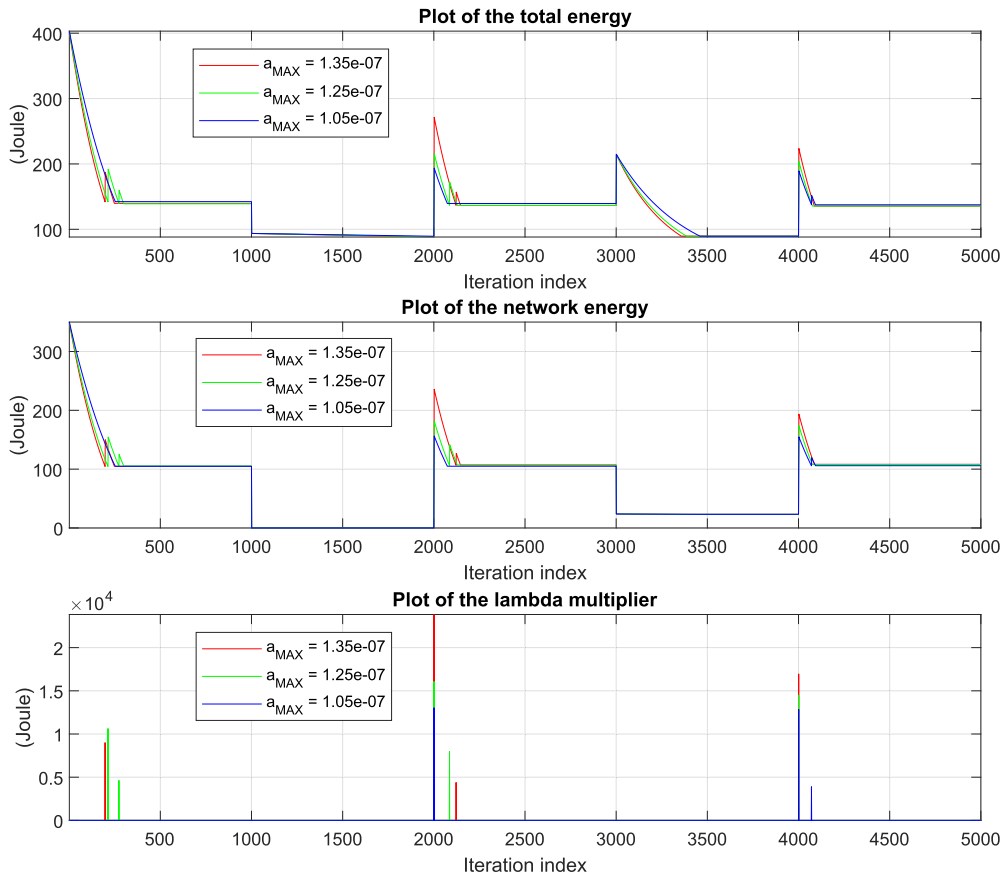 Plot of the total energy
400
300
200
100
(Joule)
a_MAX = 1.35e-07
a_MAX = 1.25e-07
a_MAX = 1.05e-07
500 1000 1500 2000 2500 3000 3500 4000 4500 5000
Iteration index
Plot of the network energy
300
200
100
0
(Joule)
a_MAX = 1.35e-07
a_MAX = 1.25e-07
a_MAX = 1.05e-07
500 1000 1500 2000 2500 3000 3500 4000 4500 5000
Iteration index
×10^4
Plot of the lambda multiplier
2
1.5
1
0.5
0
(Joule)
a_MAX = 1.35e-07
a_MAX = 1.25e-07
a_MAX = 1.05e-07
500 1000 1500 2000 2500 3000 3500 4000 4500 5000
Iteration index